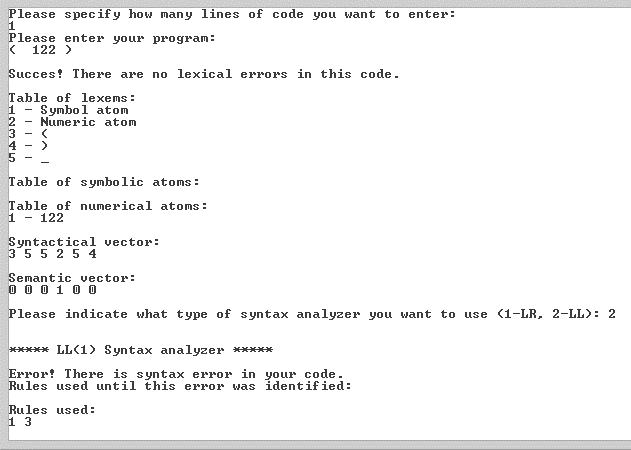 Please specify how many lines of code you want to enter:
1
Please enter your program:
(  122 )
Succes! There are no lexical errors in this code.
Table of lexems:
1 - Symbol atom
2 - Numeric atom
3 - (
4 - )
5 - _
Table of symbolic atoms:
Table of numerical atoms:
1 - 122
Syntactical vector:
3 5 5 2 5 4
Semantic vector:
0 0 0 1 0 0
Please indicate what type of syntax analyzer you want to use (1-LR, 2-LL): 2
***** LL(1) Syntax analyzer *****
Error! There is syntax error in your code.
Rules used until this error was identified:
Rules used:
1 3